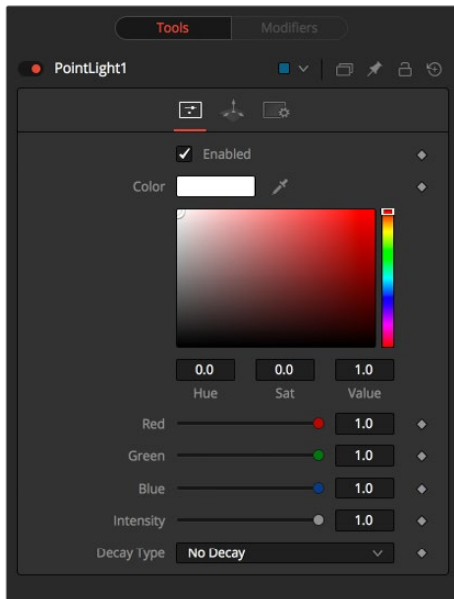 Tools Modifiers
PointLight1
Enabled
Color
0.0 0.0 1.0
Hue Sat Value
Red 1.0
Green 1.0
Blue 1.0
Intensity 1.0
Decay Type No Decay